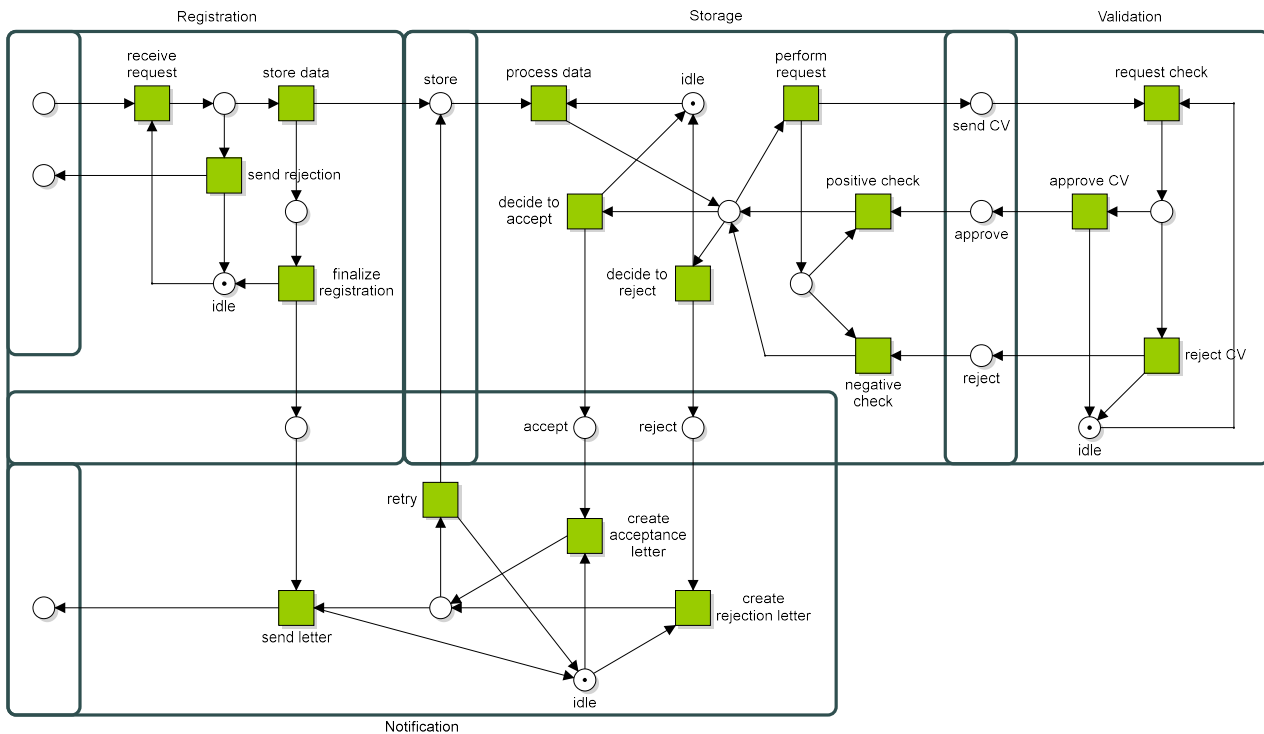 Registration
Storage
Validation
receive
request
store data
store
process data
idle
perform
request
request check
send CV
send rejection
decide to
accept
positive check
approve CV
approve
finalize
registration
idle
decide to
reject
negative
check
reject
reject CV
accept
reject
idle
retry
create
acceptance
letter
create
rejection letter
send letter
idle
Notification